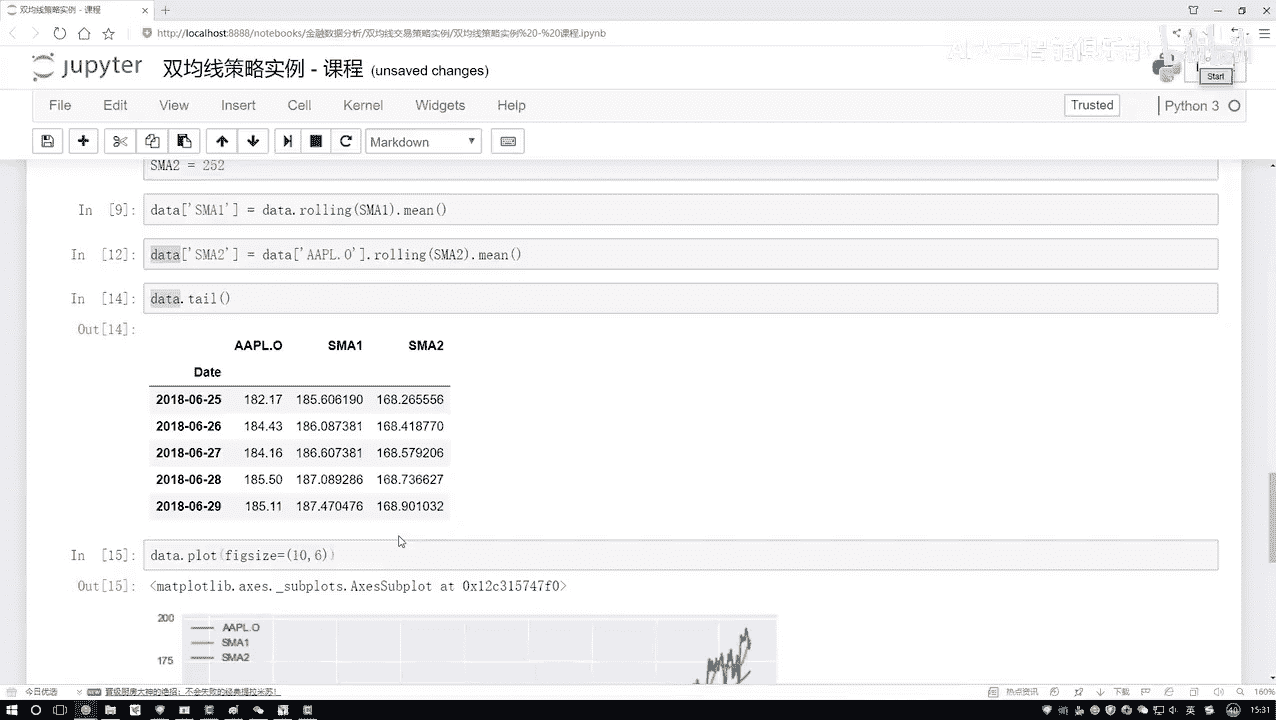 双均线策略实例 - 课程
http://localhost:8888/notebooks/金融数据分析/双均线交易策略实例/双均线策略实例%20-%20课程.ipynb
jupyter 双均线策略实例 - 课程 (unsaved changes)
Start
File Edit View Insert Cell Kernel Widgets Help
Trusted Python 3
Markdown
SMA2 = 252
In [9]: data['SMA1'] = data.rolling(SMA1).mean()
In [12]: data['SMA2'] = data['AAPL.O'].rolling(SMA2).mean()
In [14]: data.tail()
Out[14]:
AAPL.O SMA1 SMA2
Date
2018-06-25 182.17 185.606190 168.265556
2018-06-26 184.43 186.087381 168.418770
2018-06-27 184.16 186.607381 168.579206
2018-06-28 185.50 187.089286 168.736627
2018-06-29 185.11 187.470476 168.901032
In [15]: data.plot(figsize=(10,6))
Out[15]: <matplotlib.axes._subplots.AxesSubplot at 0x12c315747f0>
200
AAPL.O
SMA1
SMA2
175
今日优选
热点资讯 下载 160%
英 15:31